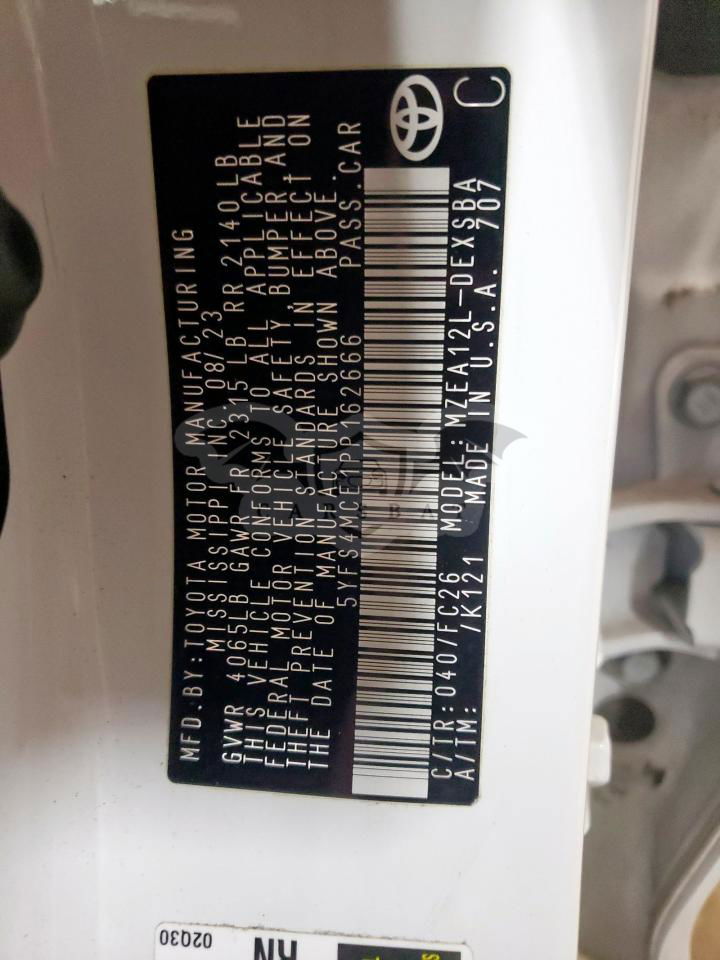 MFD.BY:TOYOTA MOTOR MANUFACTURING
MISSISSIPPI, INC. 08/23
GVWR 4065LB GAWR FR 2315 LB RR 2140LB
THIS VEHICLE CONFORMS TO ALL APPLICABLE
FEDERAL MOTOR VEHICLE SAFETY, BUMPER AND
THEFT PREVENTION STANDARDS IN EFFECT ON
THE DATE OF MANUFACTURE SHOWN ABOVE.
5YFS4MCE1PP162666 PASS.CAR
C/TR:040/FC26 MODEL:MZEA12L-DEXSBA
A/TM: /K121 MADE IN U.S.A. 707
C
02Q30